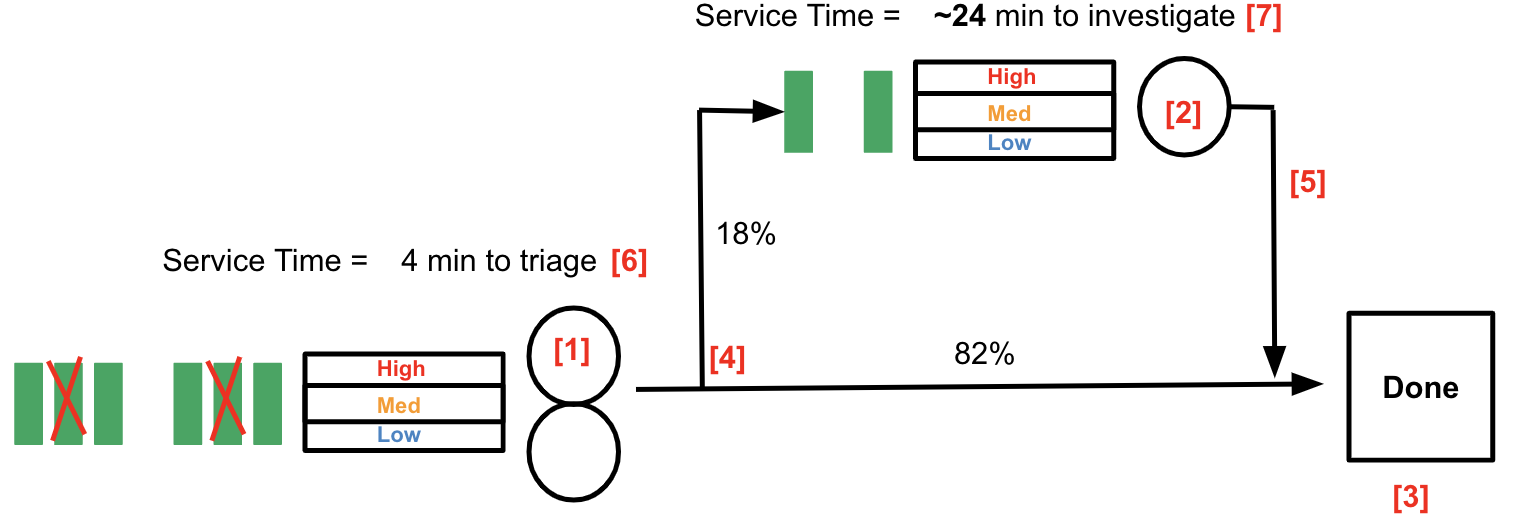 Service Time = ~24 min to investigate [7]
High
Med
Low
[2]
[5]
18%
Service Time = 4 min to triage [6]
[1]
[4]
82%
High
Med
Low
Done
[3]